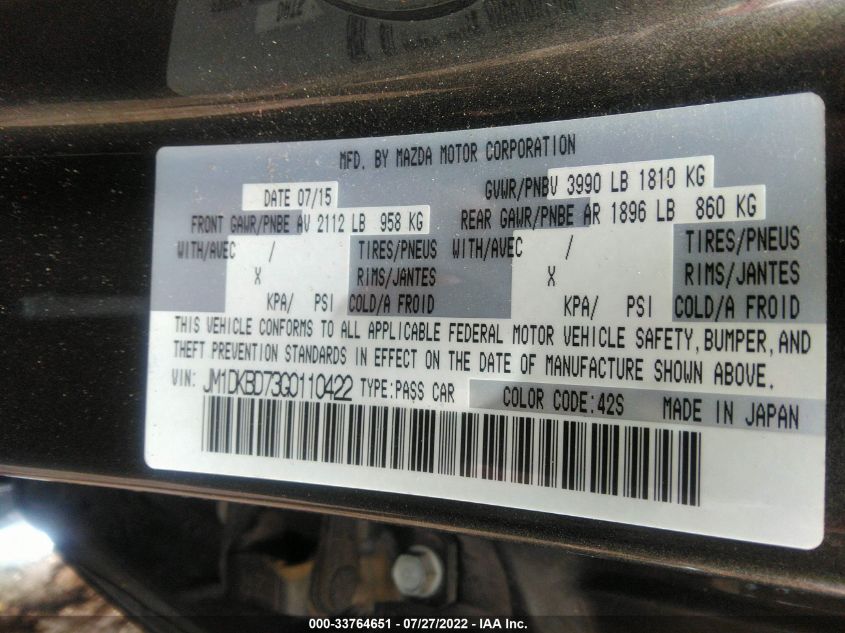 MFD. BY MAZDA MOTOR CORPORATION
DATE 07/15 GVWR/PNBV 3990 LB 1810 KG
FRONT GAWR/PNBE AV 2112 LB 958 KG REAR GAWR/PNBE AR 1896 LB 860 KG
WITH/AVEC / TIRES/PNEUS WITH/AVEC / TIRES/PNEUS
X RIMS/JANTES X RIMS/JANTES
KPA/ PSI COLD/A FROID KPA/ PSI COLD/A FROID
THIS VEHICLE CONFORMS TO ALL APPLICABLE FEDERAL MOTOR VEHICLE SAFETY, BUMPER, AND
THEFT PREVENTION STANDARDS IN EFFECT ON THE DATE OF MANUFACTURE SHOWN ABOVE.
VIN: JM1DKBD73G0110422 TYPE:PASS CAR COLOR CODE:42S MADE IN JAPAN
000-33764651 / 07/27/2022 - IAA Inc.